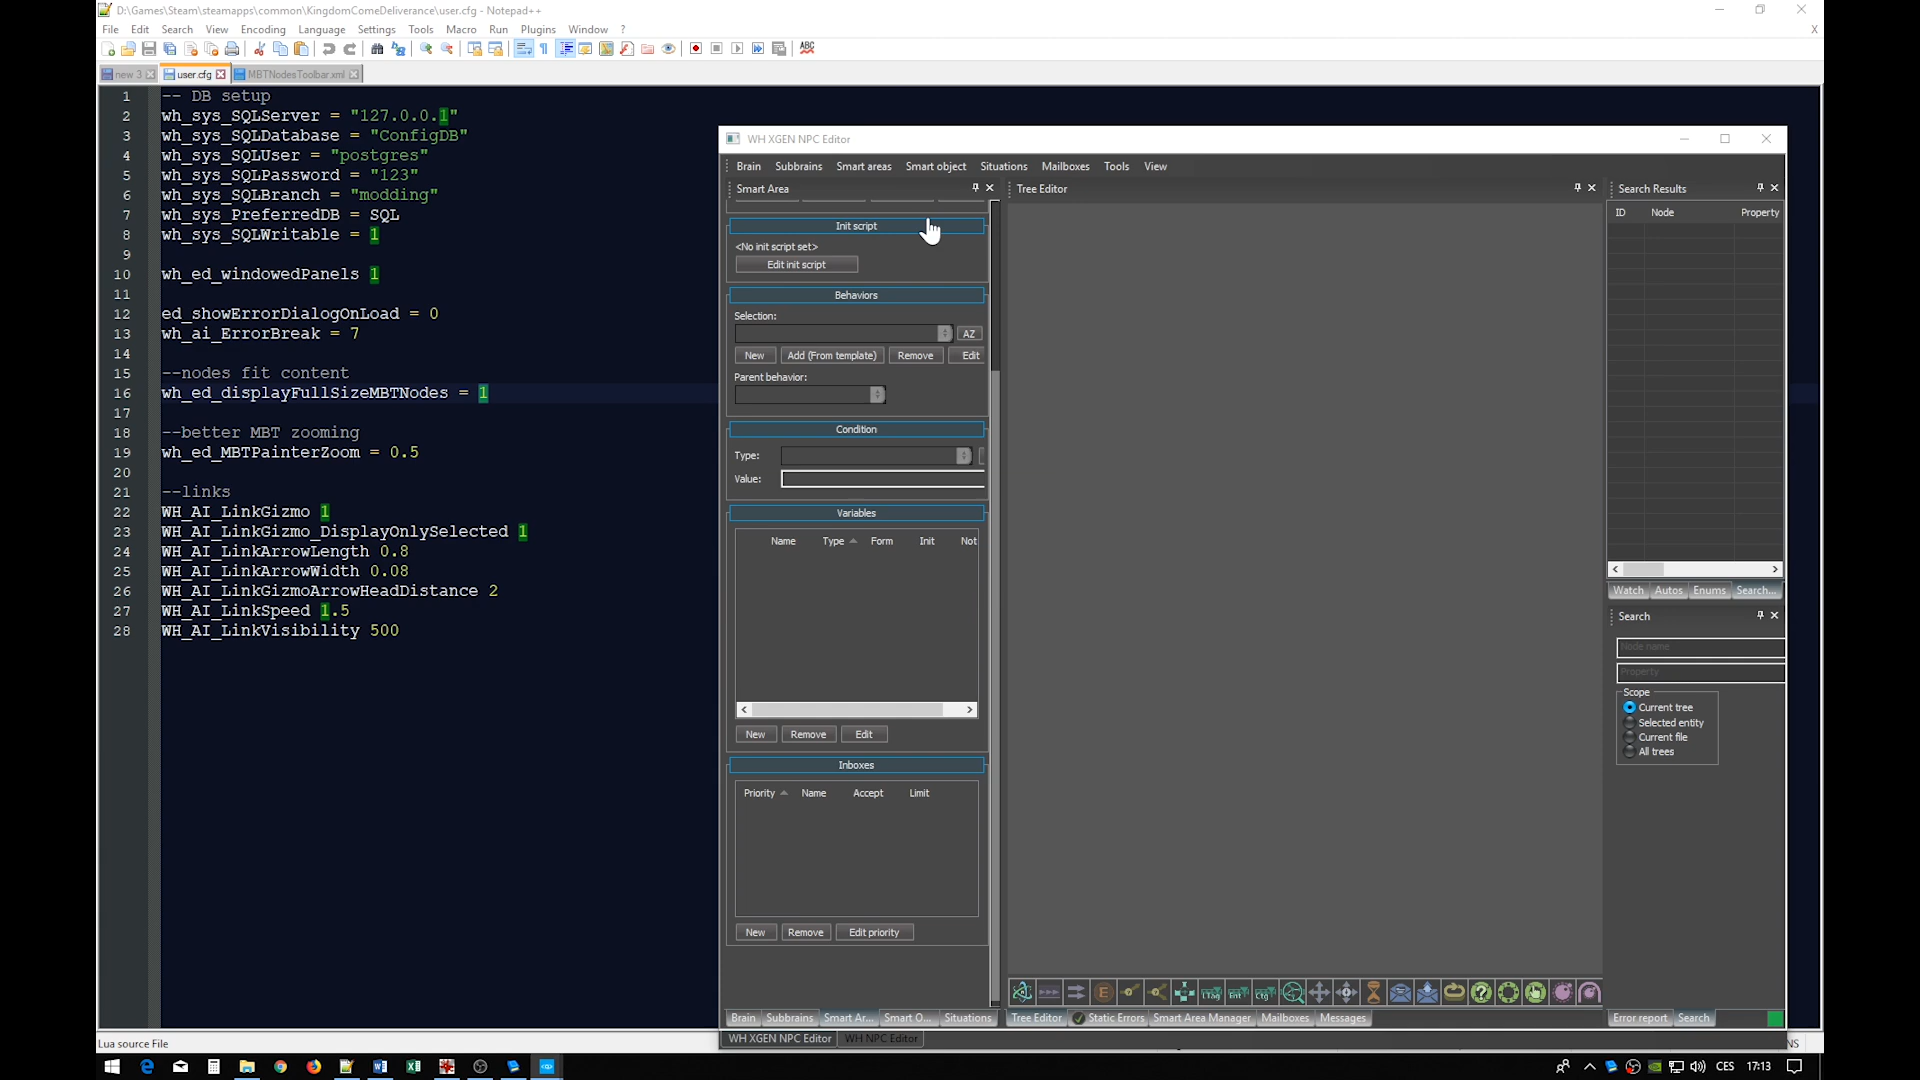 D:\Games\Steam\steamapps\common\KingdomComeDeliverance\user.cfg - Notepad++
File Edit Search View Encoding Language Settings Tools Macro Run Plugins Window ?
X
new 3 user.cfg MBTNodesToolbar.xml
1 -- DB setup
2 wh_sys_SQLServer = "127.0.0.1"
3 wh_sys_SQLDatabase = "ConfigDB"
4 wh_sys_SQLUser = "postgres"
5 wh_sys_SQLPassword = "123"
6 wh_sys_SQLBranch = "modding"
7 wh_sys_PreferredDB = SQL
8 wh_sys_SQLWritable = 1
9
10 wh_ed_windowedPanels 1
11
12 ed_showErrorDialogOnLoad = 0
13 wh_ai_ErrorBreak = 7
14
15 --nodes fit content
16 wh_ed_displayFullSizeMBTNodes = 1
17
18 --better MBT zooming
19 wh_ed_MBTPainterZoom = 0.5
20
21 --links
22 WH_AI_LinkGizmo 1
23 WH_AI_LinkGizmo_DisplayOnlySelected 1
24 WH_AI_LinkArrowLength 0.8
25 WH_AI_LinkArrowWidth 0.08
26 WH_AI_LinkGizmoArrowHeadDistance 2
27 WH_AI_LinkSpeed 1.5
28 WH_AI_LinkVisibility 500
WH XGEN NPC Editor
Brain Subbrains Smart areas Smart object Situations Mailboxes Tools View
Smart Area
Init script
<No init script set>
Edit init script
Behaviors
Selection:
AZ
New Add (From template) Remove Edit
Parent behavior:
Condition
Type:
Value:
Variables
Name Type Form Init Not
New Remove Edit
Inboxes
Priority Name Accept Limit
New Remove Edit priority
Brain Subbrains Smart Ar... Smart O... Situations
Tree Editor
LTag Ent Ctg
Tree Editor Static Errors Smart Area Manager Mailboxes Messages
Search Results
ID Node Property
Watch Autos Enums Search...
Search
Node name
Property
Scope
Current tree
Selected entity
Current file
All trees
Error report Search
WH XGEN NPC Editor WH NPC Editor
Lua source File
NS
CES 17:13